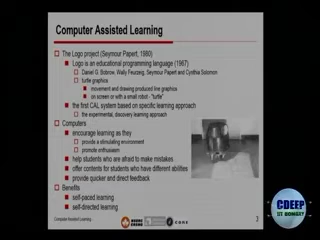 Computer Assisted Learning
The Logo project (Seymour Papert, 1980)
Logo is an educational programming language (1967)
Daniel G. Bobrow, Wally Feurzeig, Seymour Papert and Cynthia Solomon
turtle graphics
movement and drawing produced line graphics
on screen with a small robot - "turtle"
the first CAL system based on specific learning approach
the experimental, discovery learning approach
Computers
encourage learning as they
provide a stimulating environment
promote enthusiasm
help students who are afraid to make mistakes
offer contents for students who have different abilities
provide quicker and direct feedback
Benefits
self-paced learning
self-directed learning
Computer Assisted Learning
3
CDEEP
IIT BOMBAY